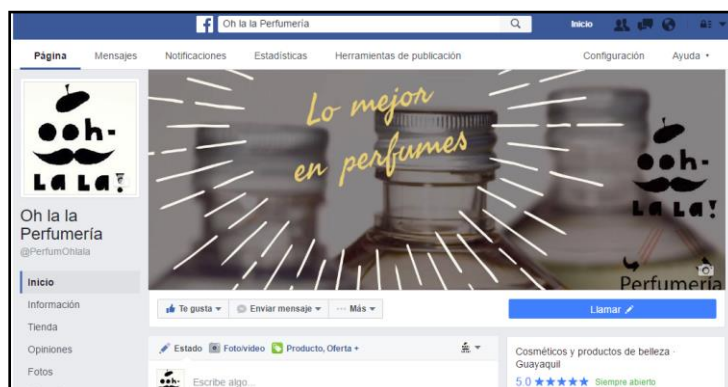 Oh la la Perfumería
Inicio
Página Mensajes Notificaciones Estadísticas Herramientas de publicación Configuración Ayuda
ooh-
La La!
Oh la la
Perfumería
@PerfumOhlala
Inicio
Información
Tienda
Opiniones
Fotos
Lo mejor
en perfumes
ooh-
La La!
Perfumería
Te gusta Enviar mensaje ··· Más
Llamar
Estado Foto/video Producto, Oferta +
Escribe algo...
Cosméticos y productos de belleza ·
Guayaquil
5.0 ★★★★★ Siempre abierto